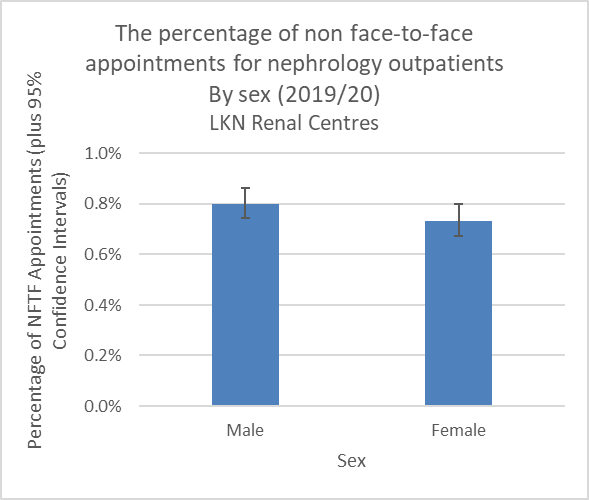 The percentage of non face-to-face
appointments for nephrology outpatients
By sex (2019/20)
LKN Renal Centres
Percentage of NFTF Appointments (plus 95%
Confidence Intervals)
1.0%
0.8%
0.6%
0.4%
0.2%
0.0%
Male
Female
Sex